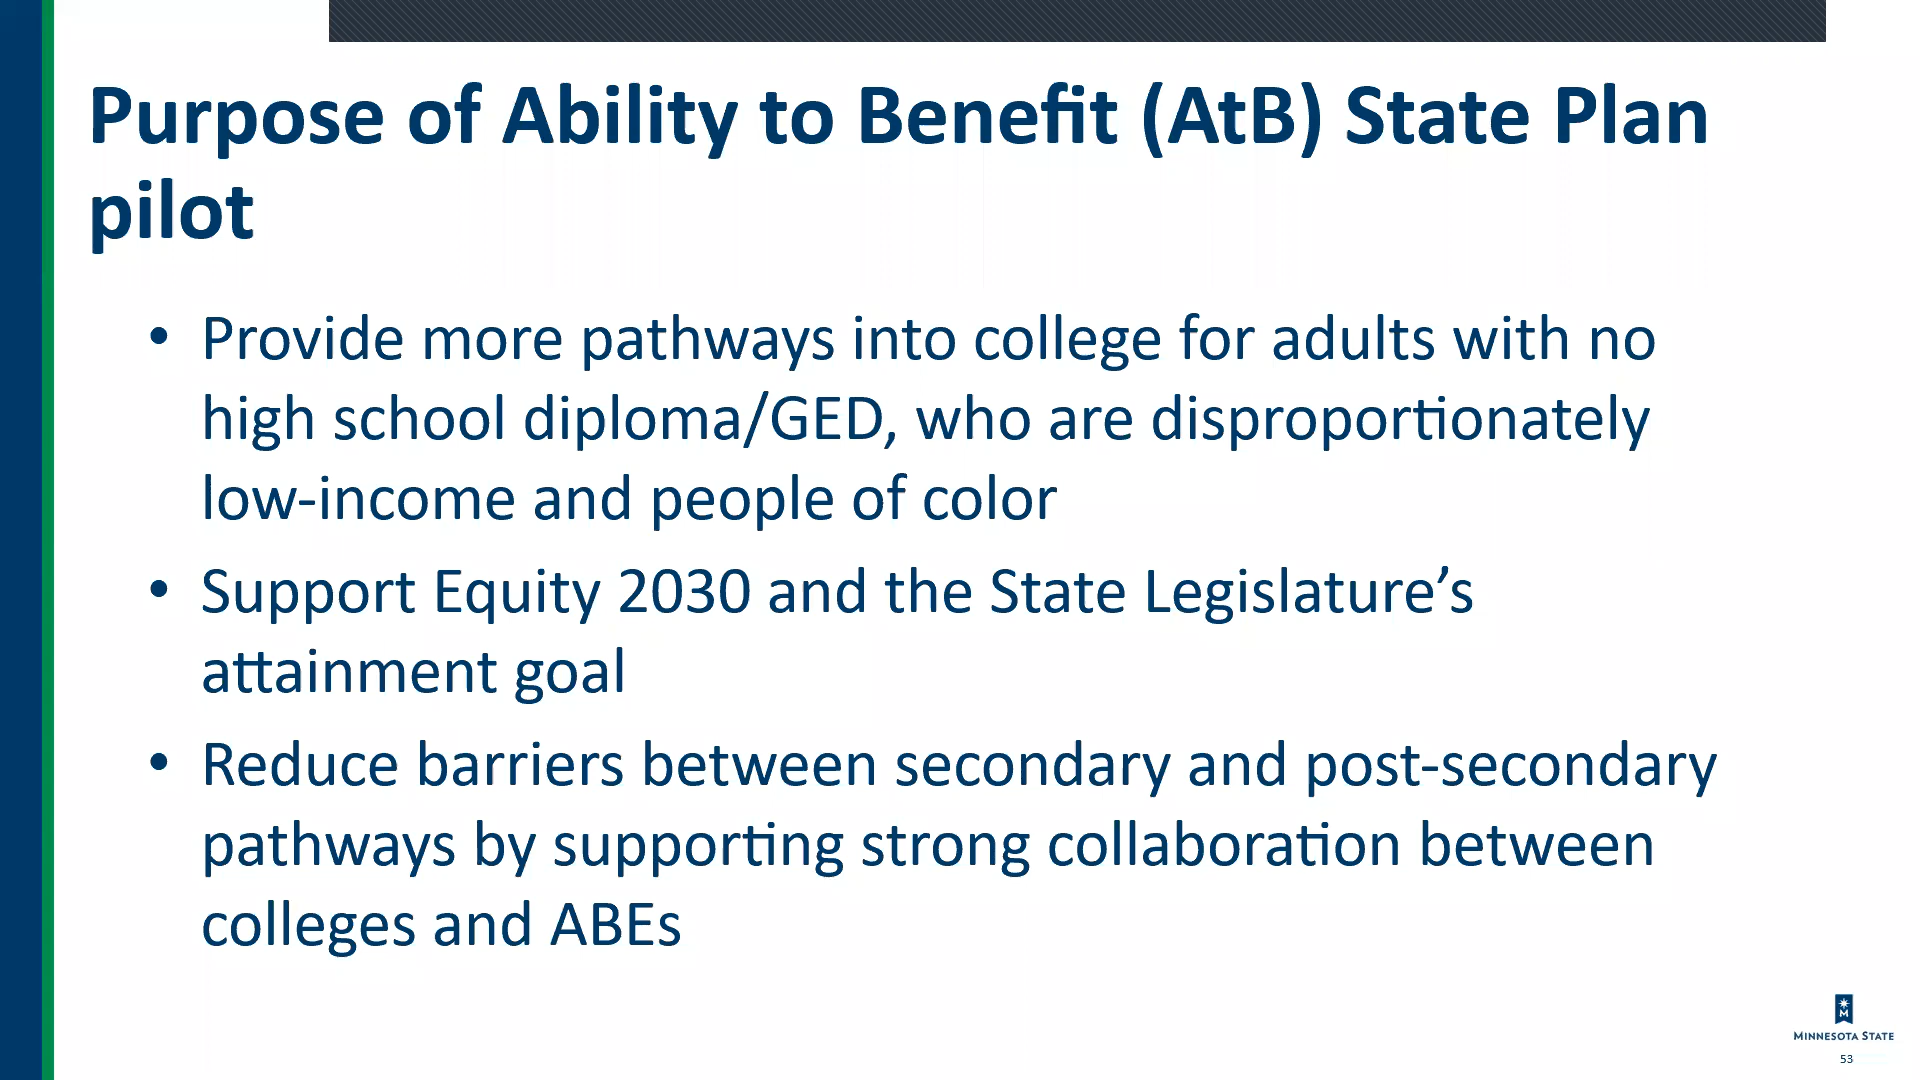 Purpose of Ability to Benefit (AtB) State Plan
pilot
• Provide more pathways into college for adults with no
high school diploma/GED, who are disproportionately
low-income and people of color
• Support Equity 2030 and the State Legislature’s
attainment goal
• Reduce barriers between secondary and post-secondary
pathways by supporting strong collaboration between
colleges and ABEs
M
MINNESOTA STATE
53